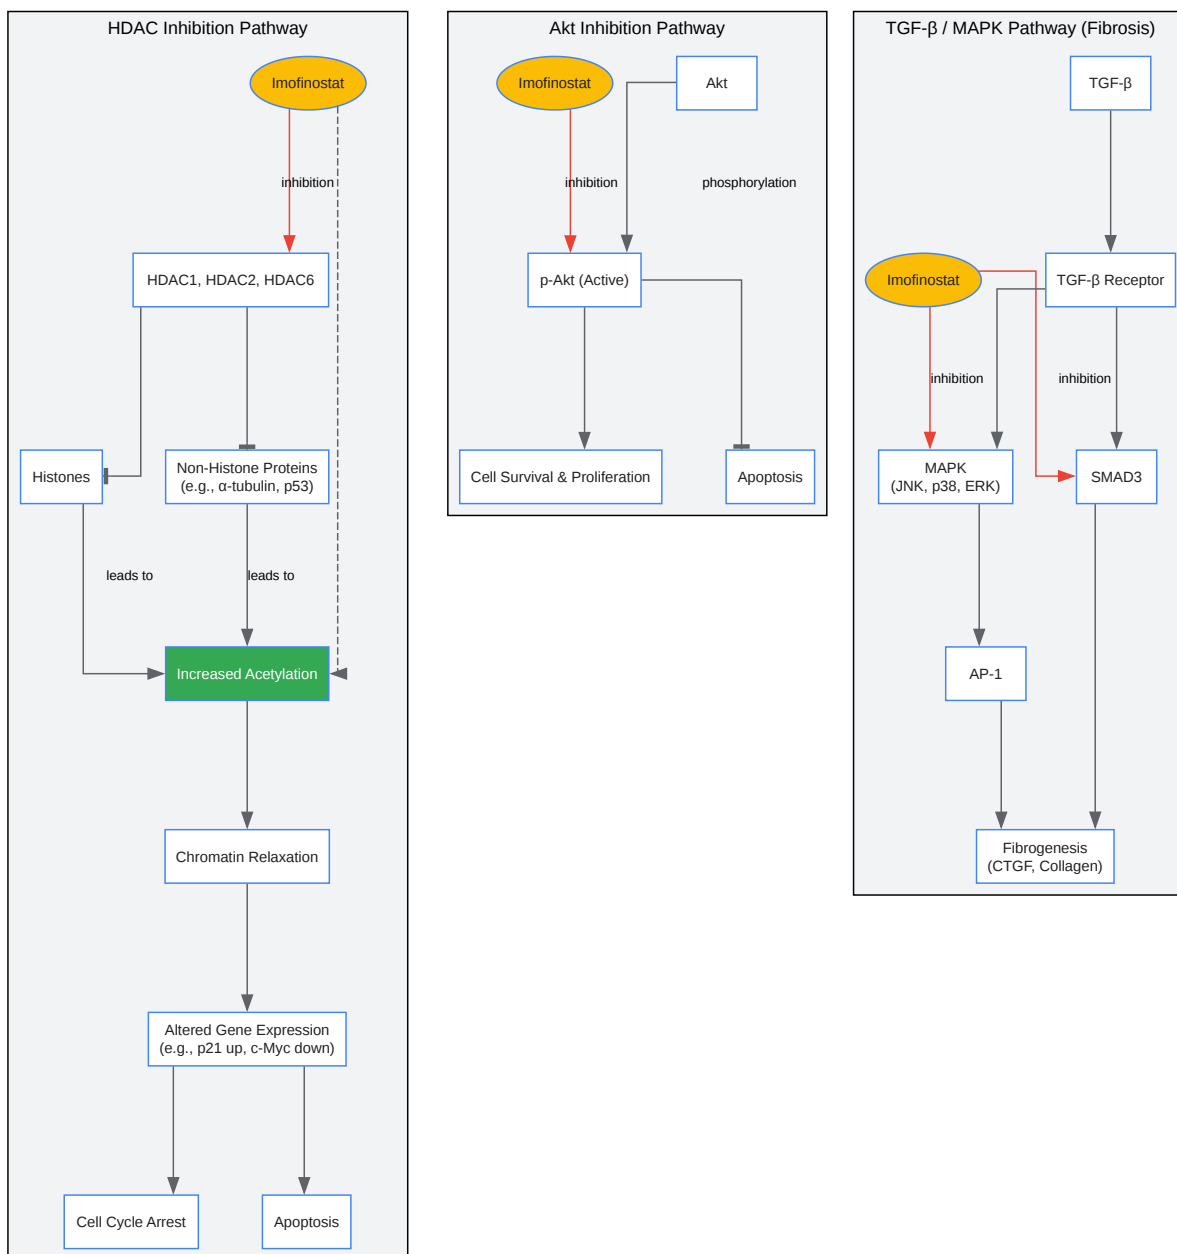 HDAC Inhibition Pathway
Imofinostat
inhibition
HDAC1, HDAC2, HDAC6
Histones
Non-Histone Proteins
(e.g., α-tubulin, p53)
leads to
leads to
Increased Acetylation
Chromatin Relaxation
Altered Gene Expression
(e.g., p21 up, c-Myc down)
Cell Cycle Arrest
Apoptosis
Akt Inhibition Pathway
Imofinostat
Akt
inhibition
phosphorylation
p-Akt (Active)
Cell Survival & Proliferation
Apoptosis
TGF-β / MAPK Pathway (Fibrosis)
TGF-β
Imofinostat
TGF-β Receptor
inhibition
inhibition
MAPK
(JNK, p38, ERK)
SMAD3
AP-1
Fibrogenesis
(CTGF, Collagen)